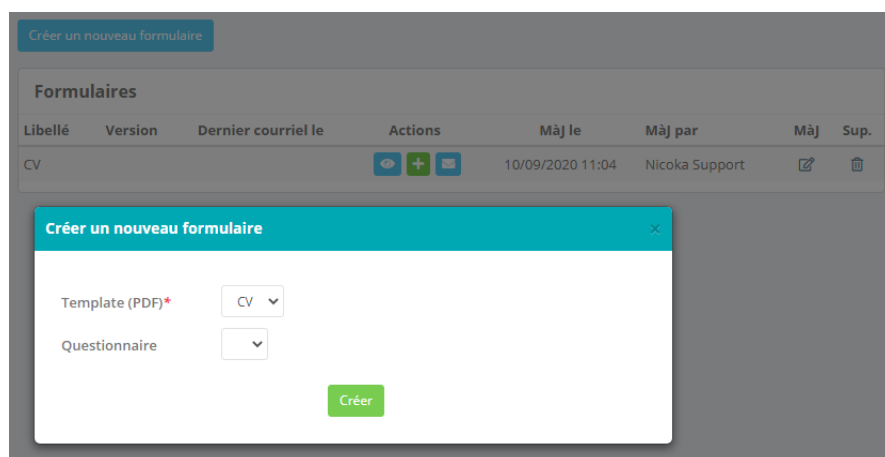 Créer un nouveau formulaire
Formulaires
Libellé Version Dernier courriel le Actions MàJ le MàJ par MàJ Sup.
CV 10/09/2020 11:04 Nicoka Support
Créer un nouveau formulaire ×
Template (PDF)* CV
Questionnaire
Créer